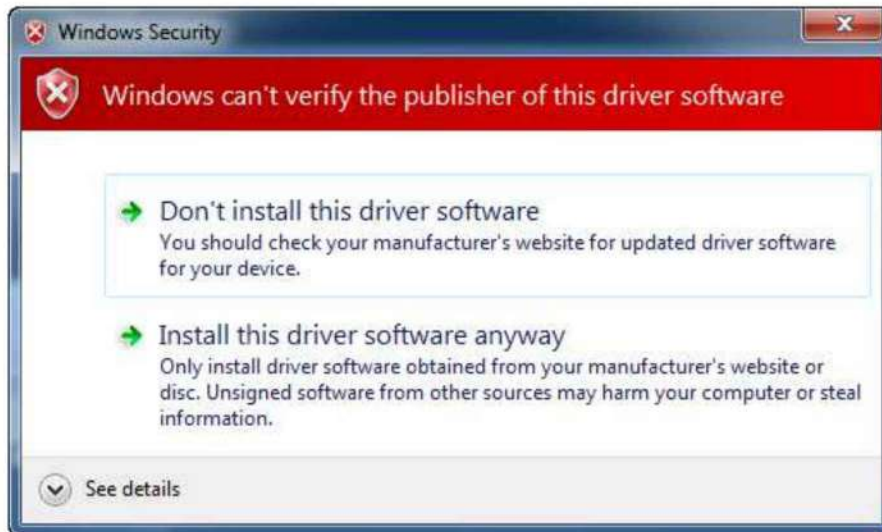 Windows Security
Windows can't verify the publisher of this driver software
Don't install this driver software
You should check your manufacturer's website for updated driver software
for your device.
Install this driver software anyway
Only install driver software obtained from your manufacturer's website or
disc. Unsigned software from other sources may harm your computer or steal
information.
See details